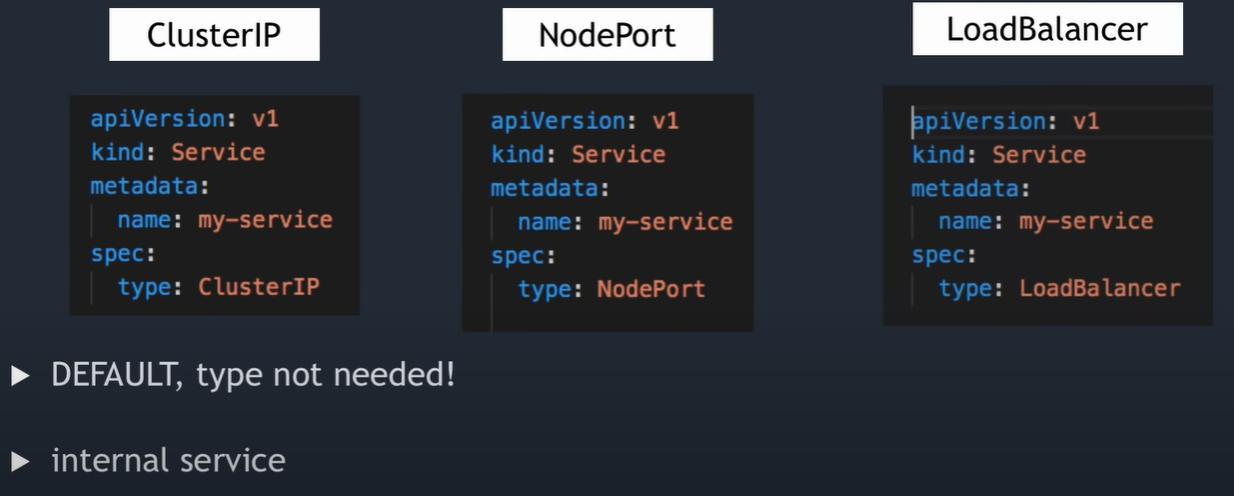 ClusterIP
apiVersion: v1
kind: Service
metadata:
  name: my-service
spec:
  type: ClusterIP
NodePort
apiVersion: v1
kind: Service
metadata:
  name: my-service
spec:
  type: NodePort
LoadBalancer
apiVersion: v1
kind: Service
metadata:
  name: my-service
spec:
  type: LoadBalancer
DEFAULT, type not needed!
internal service